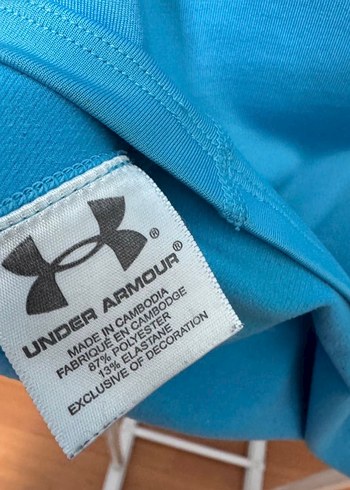 ®
UNDER ARMOUR®
MADE IN CAMBODIA
FABRIQUÉ EN CAMBODGE
87% POLYESTER
13% ELASTANE
EXCLUSIVE OF DECORATION